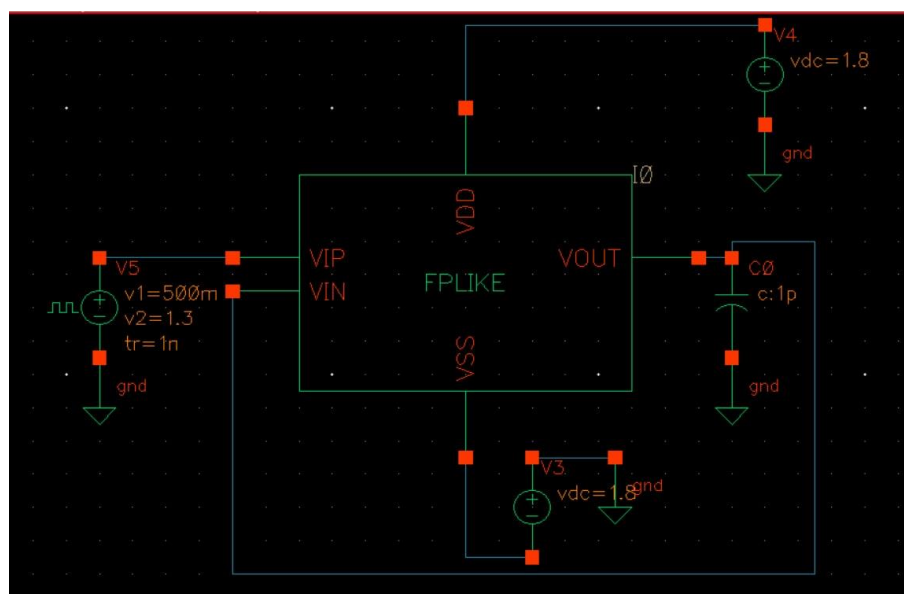 V4
vdc=1.8
gnd
I0
VDD
VIP
VOUT
VIN
FPLIKE
VSS
V5
v1=500m
v2=1.3
tr=1n
gnd
C0
c:1p
gnd
V3
vdc=1.8
gnd